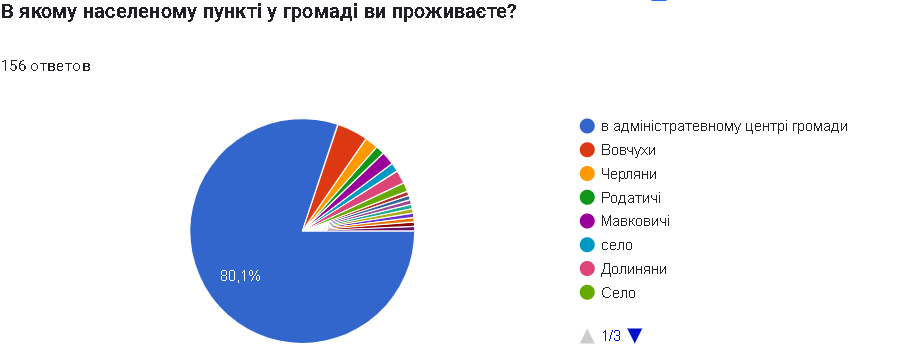 В якому населеному пункті у громаді ви проживаєте?
156 ответов
80,1%
в адміністратевному центрі громади
Вовчухи
Черляни
Родатичі
Мавковичі
село
Долиняни
Село
1/3